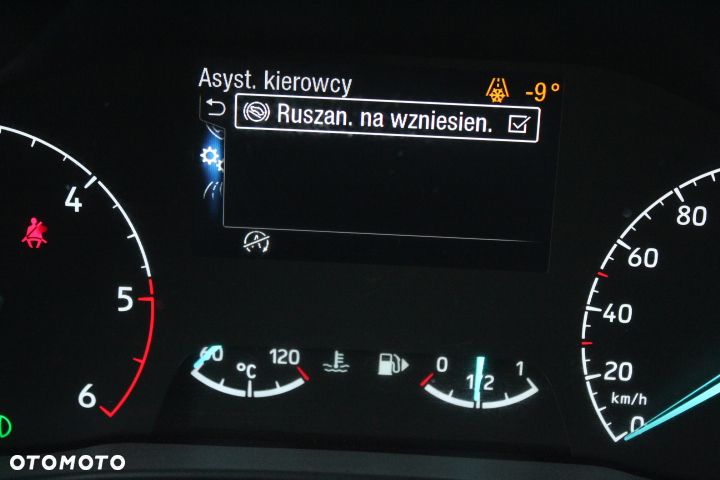 Asyst. kierowcy
-9°
Ruszan. na wzniesien.
A
4
5
6
60
120
°C
0
1/2
1
80
60
40
20
km/h
0
OTOMOTO